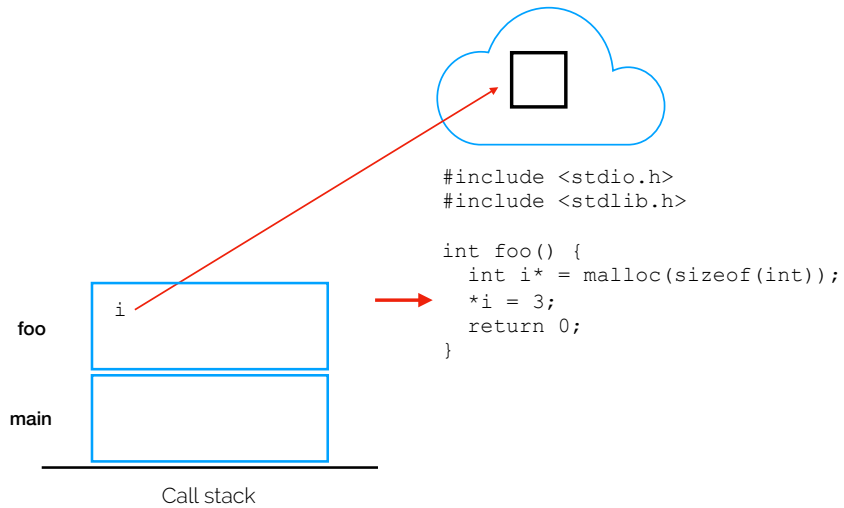 #include <stdio.h>
#include <stdlib.h>
int foo() {
  int i* = malloc(sizeof(int));
  *i = 3;
  return 0;
}
i
foo
main
Call stack